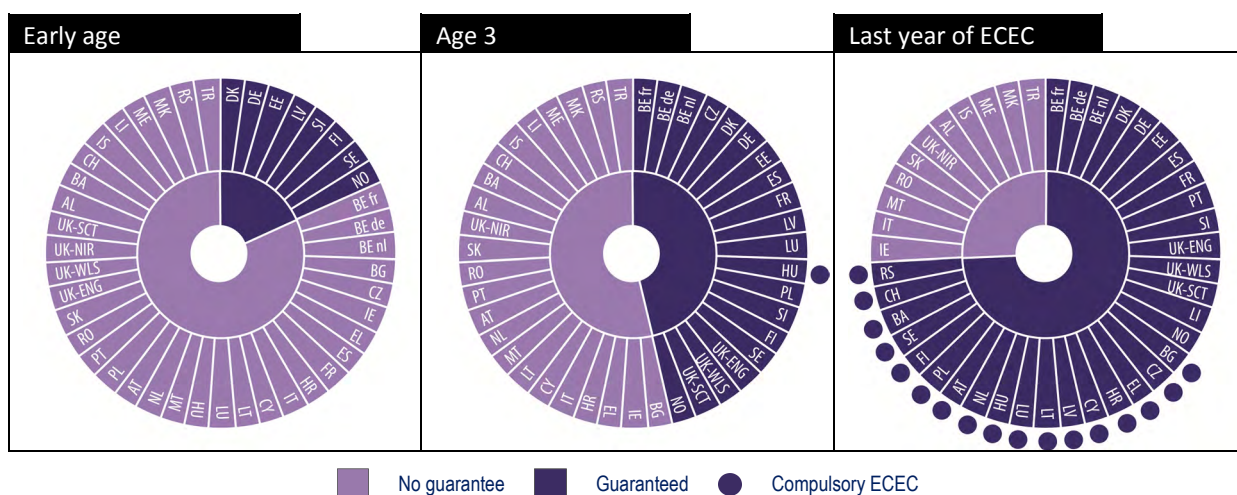 Early age
Age 3
Last year of ECEC
DK
DE
EE
LV
SI
FI
SE
NO
BE fr
BE de
BE nl
BG
CZ
IE
EL
ES
FR
HR
IT
CY
LT
LU
HU
MT
NL
AT
PL
PT
RO
SK
UK-ENG
UK-WLS
UK-NIR
UK-SCT
AL
BA
CH
IS
LI
ME
MK
RS
TR
BE fr
BE de
BE nl
CZ
DK
DE
EE
ES
FR
LV
LU
HU
PL
SI
FI
SE
UK-ENG
UK-WLS
UK-SCT
NO
BG
IE
EL
HR
IT
CY
LT
MT
NL
AT
PT
RO
SK
UK-NIR
AL
BA
CH
IS
LI
ME
MK
RS
TR
BE fr
BE de
BE nl
DK
DE
EE
ES
FR
PT
SI
UK-ENG
UK-WLS
UK-SCT
LI
NO
BG
CZ
EL
HR
CY
LV
LT
LU
HU
NL
AT
PL
FI
SE
BA
CH
RS
IE
IT
MT
RO
SK
UK-NIR
AL
IS
ME
MK
TR
No guarantee
Guaranteed
Compulsory ECEC